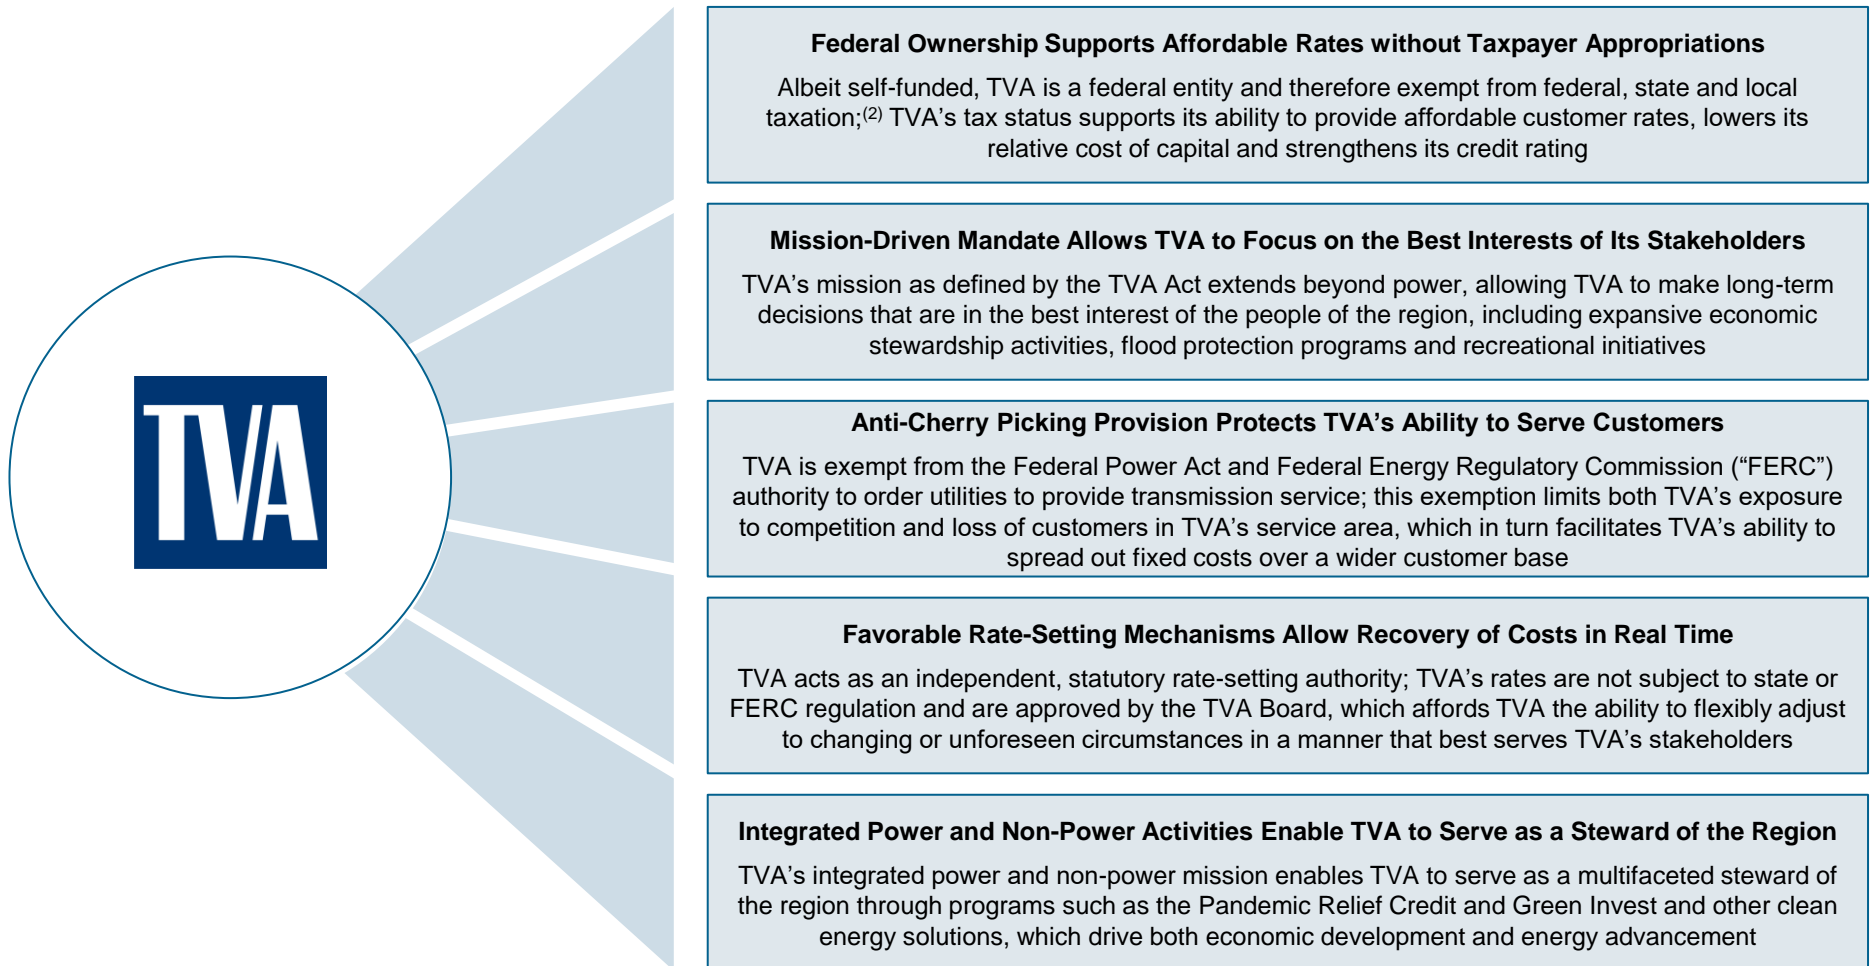 TVA
Federal Ownership Supports Affordable Rates without Taxpayer Appropriations
Albeit self-funded, TVA is a federal entity and therefore exempt from federal, state and local
taxation;(2) TVA’s tax status supports its ability to provide affordable customer rates, lowers its
relative cost of capital and strengthens its credit rating
Mission-Driven Mandate Allows TVA to Focus on the Best Interests of Its Stakeholders
TVA’s mission as defined by the TVA Act extends beyond power, allowing TVA to make long-term
decisions that are in the best interest of the people of the region, including expansive economic
stewardship activities, flood protection programs and recreational initiatives
Anti-Cherry Picking Provision Protects TVA’s Ability to Serve Customers
TVA is exempt from the Federal Power Act and Federal Energy Regulatory Commission (“FERC”)
authority to order utilities to provide transmission service; this exemption limits both TVA’s exposure
to competition and loss of customers in TVA’s service area, which in turn facilitates TVA’s ability to
spread out fixed costs over a wider customer base
Favorable Rate-Setting Mechanisms Allow Recovery of Costs in Real Time
TVA acts as an independent, statutory rate-setting authority; TVA’s rates are not subject to state or
FERC regulation and are approved by the TVA Board, which affords TVA the ability to flexibly adjust
to changing or unforeseen circumstances in a manner that best serves TVA’s stakeholders
Integrated Power and Non-Power Activities Enable TVA to Serve as a Steward of the Region
TVA’s integrated power and non-power mission enables TVA to serve as a multifaceted steward of
the region through programs such as the Pandemic Relief Credit and Green Invest and other clean
energy solutions, which drive both economic development and energy advancement